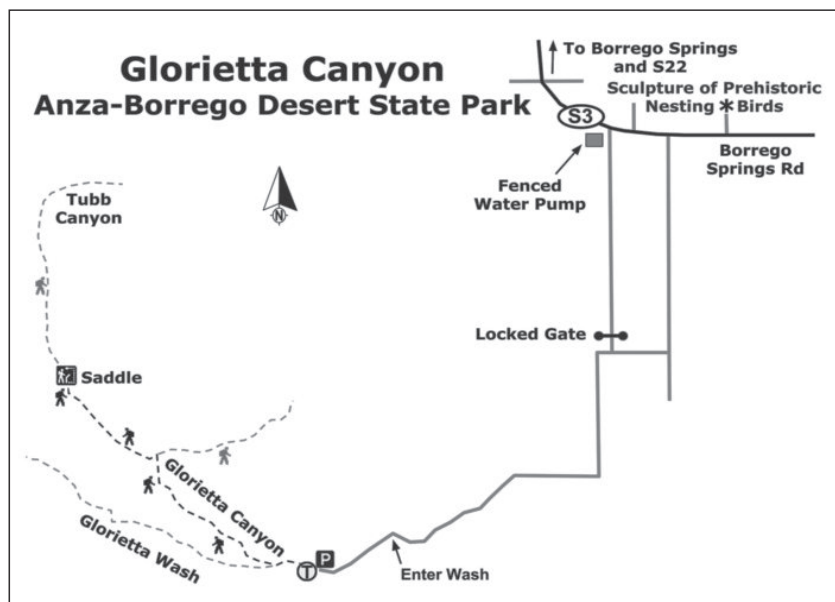 Glorietta Canyon
Anza-Borrego Desert State Park
To Borrego Springs
and S22
Sculpture of Prehistoric
Nesting * Birds
S3
Borrego
Springs Rd
Fenced
Water Pump
Tubb
Canyon
N
Locked Gate
Saddle
Glorietta Canyon
Glorietta Wash
P
T
Enter Wash